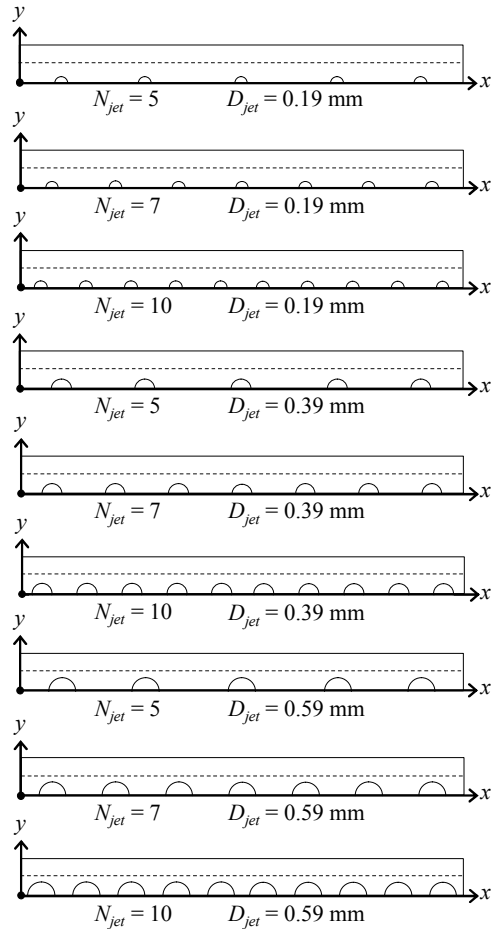 y
x
N_jet = 5 D_jet = 0.19 mm
y
x
N_jet = 7 D_jet = 0.19 mm
y
x
N_jet = 10 D_jet = 0.19 mm
y
x
N_jet = 5 D_jet = 0.39 mm
y
x
N_jet = 7 D_jet = 0.39 mm
y
x
N_jet = 10 D_jet = 0.39 mm
y
x
N_jet = 5 D_jet = 0.59 mm
y
x
N_jet = 7 D_jet = 0.59 mm
y
x
N_jet = 10 D_jet = 0.59 mm